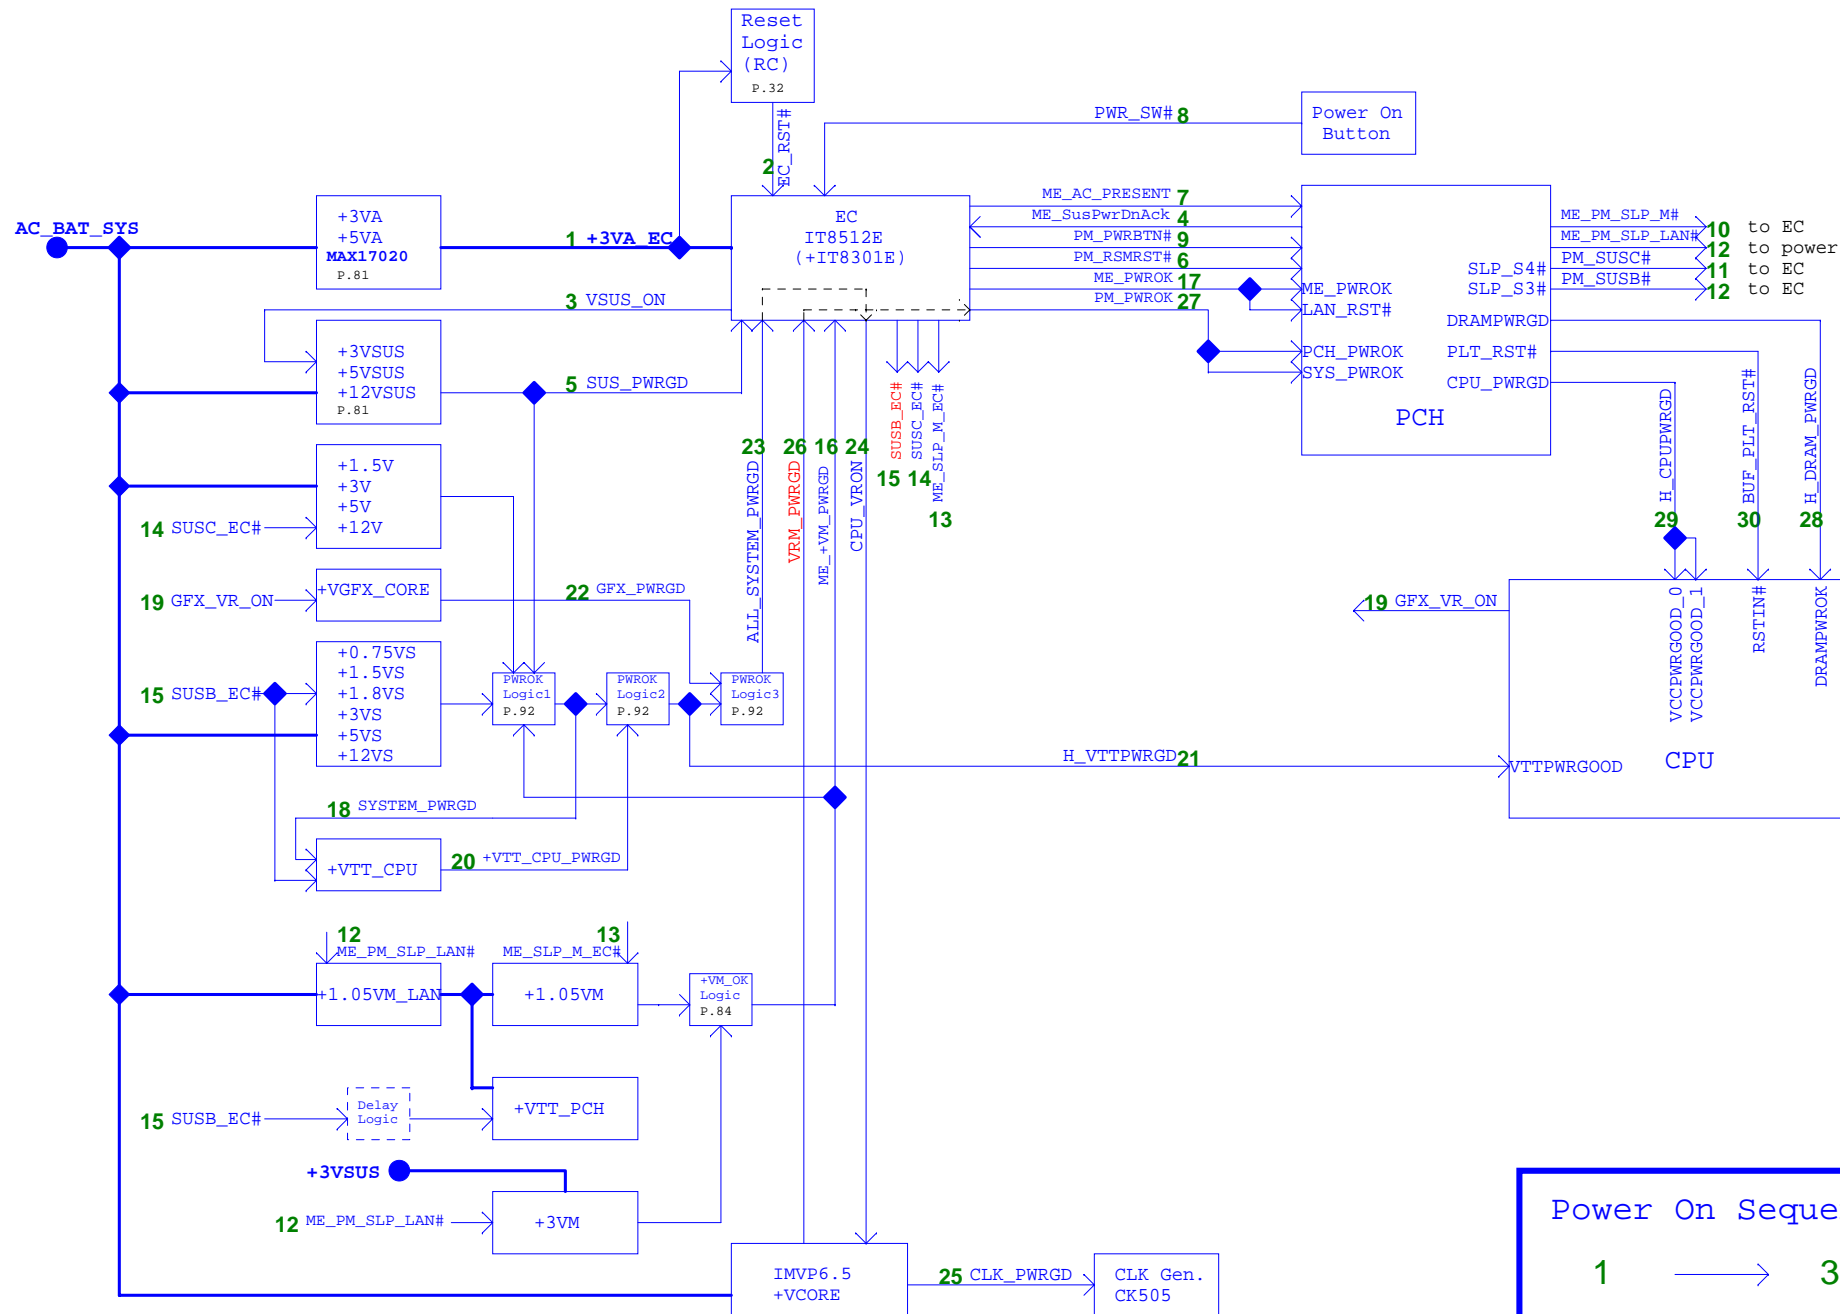 Reset
Logic
(RC)
P.32
EC_RST#
2
PWR_SW# 8
Power On
Button
AC_BAT_SYS
+3VA
+5VA
MAX17020
P.81
1 +3VA_EC
EC
IT8512E
(+IT8301E)
ME_AC_PRESENT 7
ME_SusPwrDnAck 4
PM_PWRBTN# 9
PM_RSMRST# 6
ME_PWROK 17
PM_PWROK 27
ME_PWROK
LAN_RST#
PCH_PWROK
SYS_PWROK
SLP_S4#
SLP_S3#
DRAMPWRGD
PLT_RST#
CPU_PWRGD
PCH
ME_PM_SLP_M# 10 to EC
ME_PM_SLP_LAN# 12 to power
PM_SUSC# 11 to EC
PM_SUSB# 12 to EC
3 VSUS_ON
+3VSUS
+5VSUS
+12VSUS
P.81
5 SUS_PWRGD
+1.5V
+3V
+5V
+12V
14 SUSC_EC#
23
ALL_SYSTEM_PWRGD
26
VRM_PWRGD
16
ME_+VM_PWRGD
24
CPU_VRON
SUSB_EC#
15
SUSC_EC#
14
ME_SLP_M_EC#
13
H_CPUPWRGD
29
BUF_PLT_RST#
30
H_DRAM_PWRGD
28
19 GFX_VR_ON
+VGFX_CORE
22 GFX_PWRGD
19 GFX_VR_ON
VCCPWRGOOD_0
VCCPWRGOOD_1
RSTIN#
DRAMPWROK
VTTPWRGOOD
CPU
15 SUSB_EC#
+0.75VS
+1.5VS
+1.8VS
+3VS
+5VS
+12VS
PWROK
Logic1
P.92
PWROK
Logic2
P.92
PWROK
Logic3
P.92
H_VTTPWRGD 21
18 SYSTEM_PWRGD
+VTT_CPU
20 +VTT_CPU_PWRGD
12
ME_PM_SLP_LAN#
13
ME_SLP_M_EC#
+1.05VM_LAN
+1.05VM
+VM_OK
Logic
P.84
15 SUSB_EC#
Delay
Logic
+VTT_PCH
+3VSUS
12 ME_PM_SLP_LAN#
+3VM
IMVP6.5
+VCORE
25 CLK_PWRGD
CLK Gen.
CK505
Power On Seque
1 3